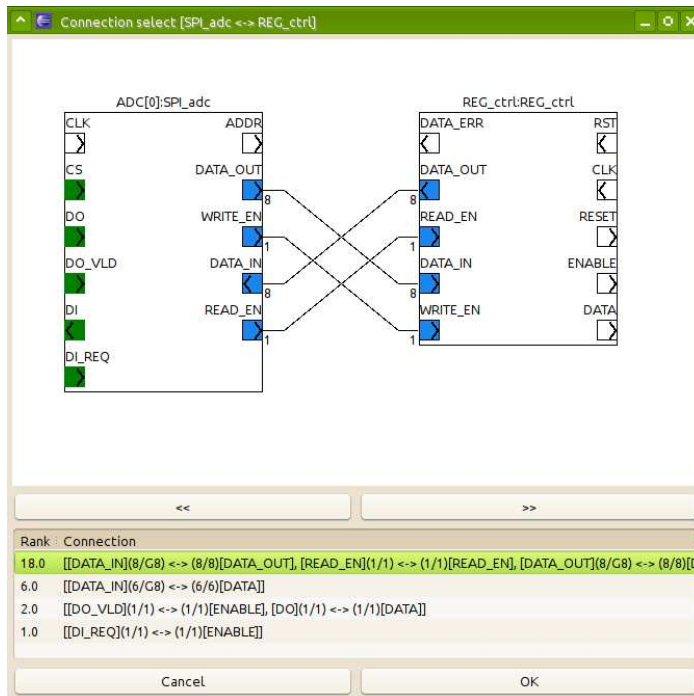 Connection select [SPI_adc <-> REG_ctrl]
ADC[0]:SPI_adc
CLK ADDR
CS DATA_OUT
8
DO WRITE_EN
1
DO_VLD DATA_IN
8
DI READ_EN
1
DI_REQ
REG_ctrl:REG_ctrl
DATA_ERR RST
DATA_OUT CLK
8
READ_EN RESET
1
DATA_IN ENABLE
8
WRITE_EN DATA
1
<< >>
Rank Connection
18.0 [[DATA_IN](8/G8) <-> (8/8)[DATA_OUT], [READ_EN](1/1) <-> (1/1)[READ_EN], [DATA_OUT](8/G8) <-> (8/8)[D
6.0 [[DATA_IN](6/G8) <-> (6/6)[DATA]]
2.0 [[DO_VLD](1/1) <-> (1/1)[ENABLE], [DO](1/1) <-> (1/1)[DATA]]
1.0 [[DI_REQ](1/1) <-> (1/1)[ENABLE]]
Cancel OK